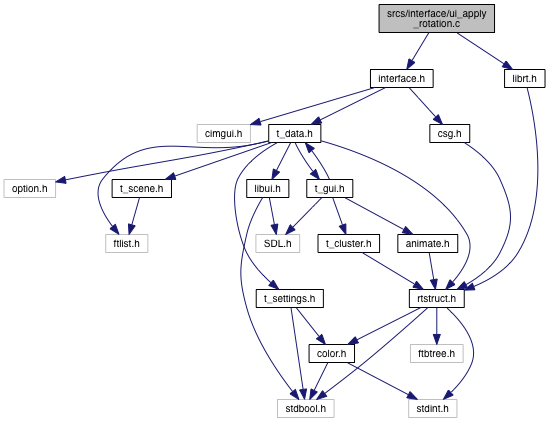 srcs/interface/ui_apply
_rotation.c
interface.h
librt.h
cimgui.h
t_data.h
csg.h
option.h
t_scene.h
libui.h
t_gui.h
ftlist.h
SDL.h
t_cluster.h
animate.h
t_settings.h
rtstruct.h
color.h
ftbtree.h
stdbool.h
stdint.h